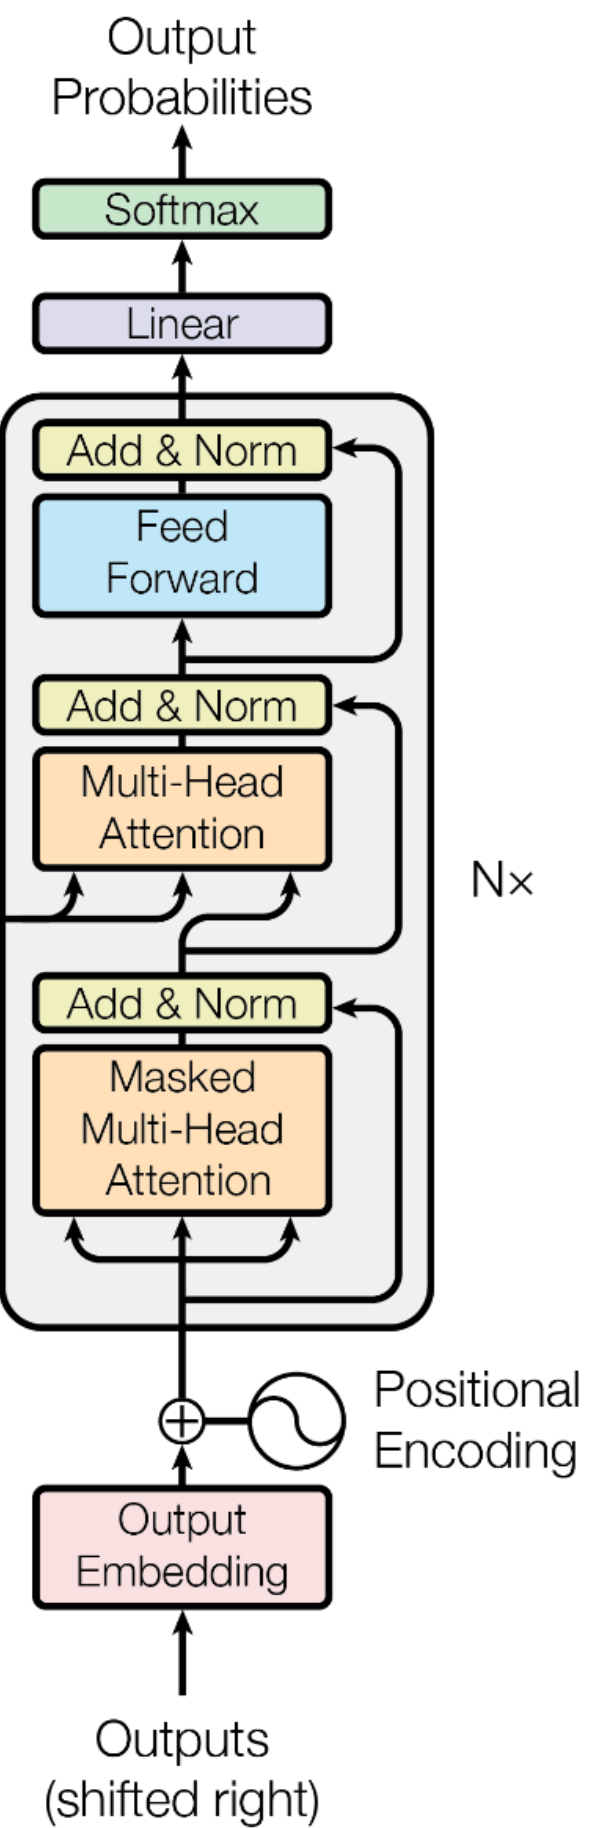 Output
Probabilities
Softmax
Linear
Add & Norm
Feed
Forward
Add & Norm
Multi-Head
Attention
N×
Add & Norm
Masked
Multi-Head
Attention
Positional
Encoding
Output
Embedding
Outputs
(shifted right)